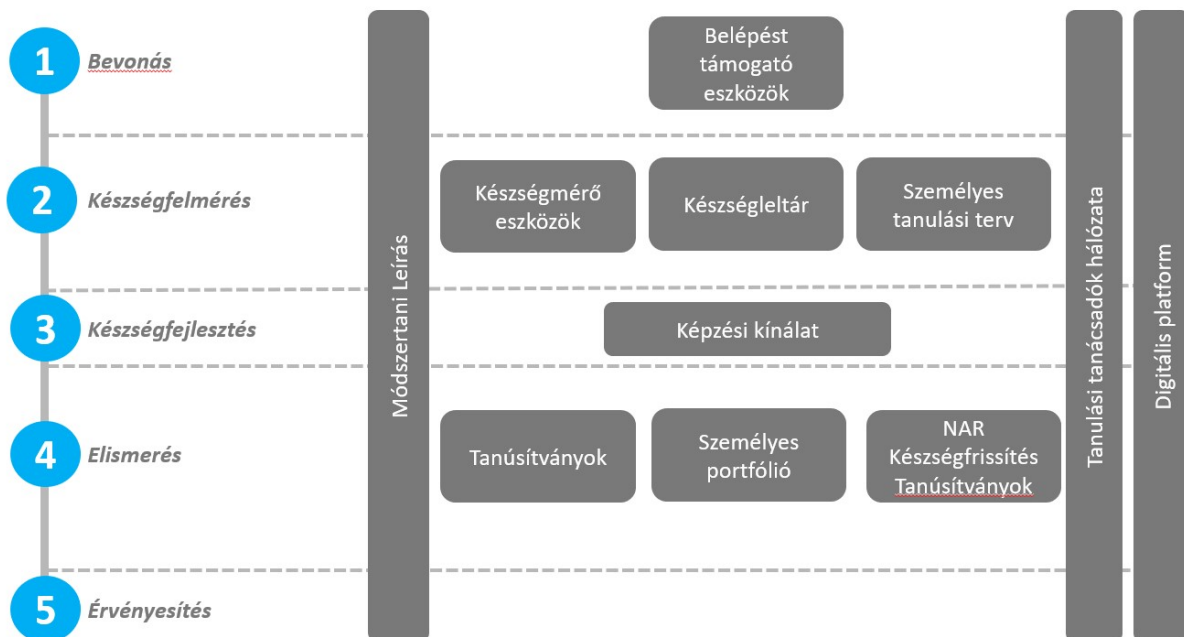 1
Bevonás
Belépést
támogató
eszközök
2
Készségfelmérés
Készségmérő
eszközök
Készségleltár
Személyes
tanulási terv
3
Készségfejlesztés
Képzési kínálat
4
Elismerés
Tanúsítványok
Személyes
portfólió
NAR
Készségfrissítés
Tanúsítványok
5
Érvényesítés
Módszertani Leírás
Tanulási tanácsadók hálózata
Digitális platform